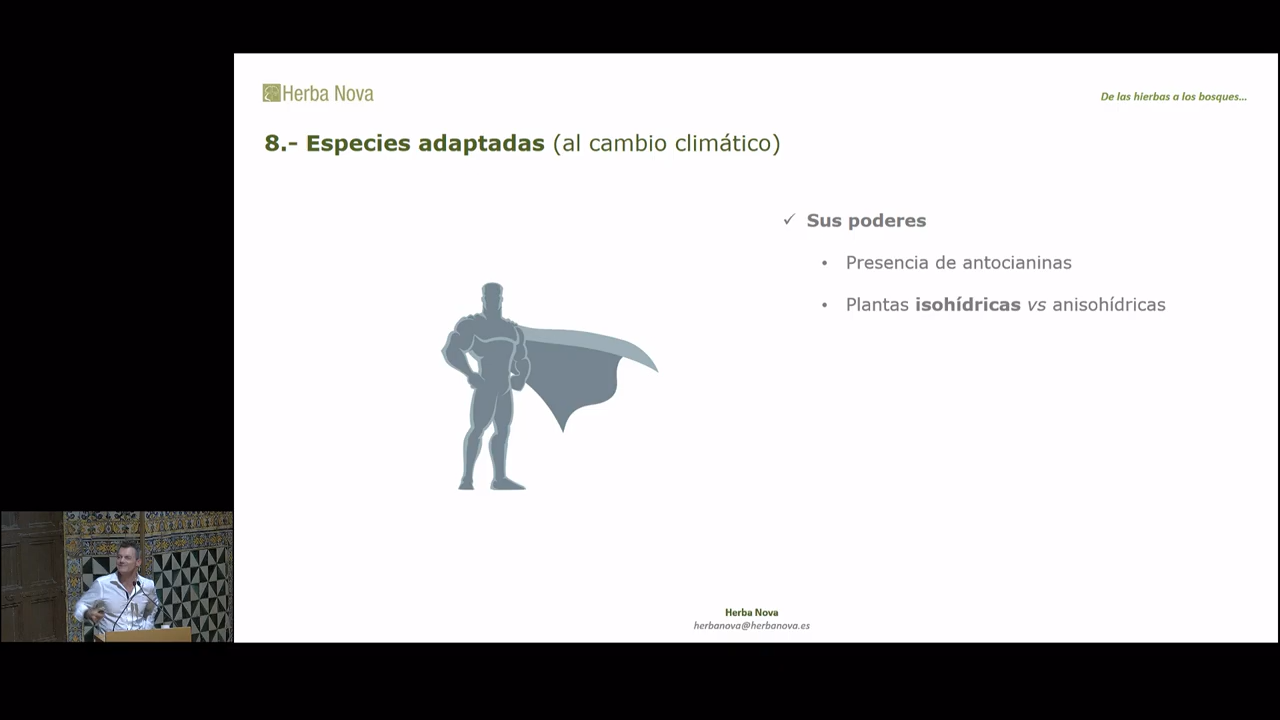 Herba Nova
De las hierbas a los bosques...
8.- Especies adaptadas (al cambio climático)
✓ Sus poderes
• Presencia de antocianinas
• Plantas isohídricas vs anisohídricas
Herba Nova
herbanova@herbanova.es